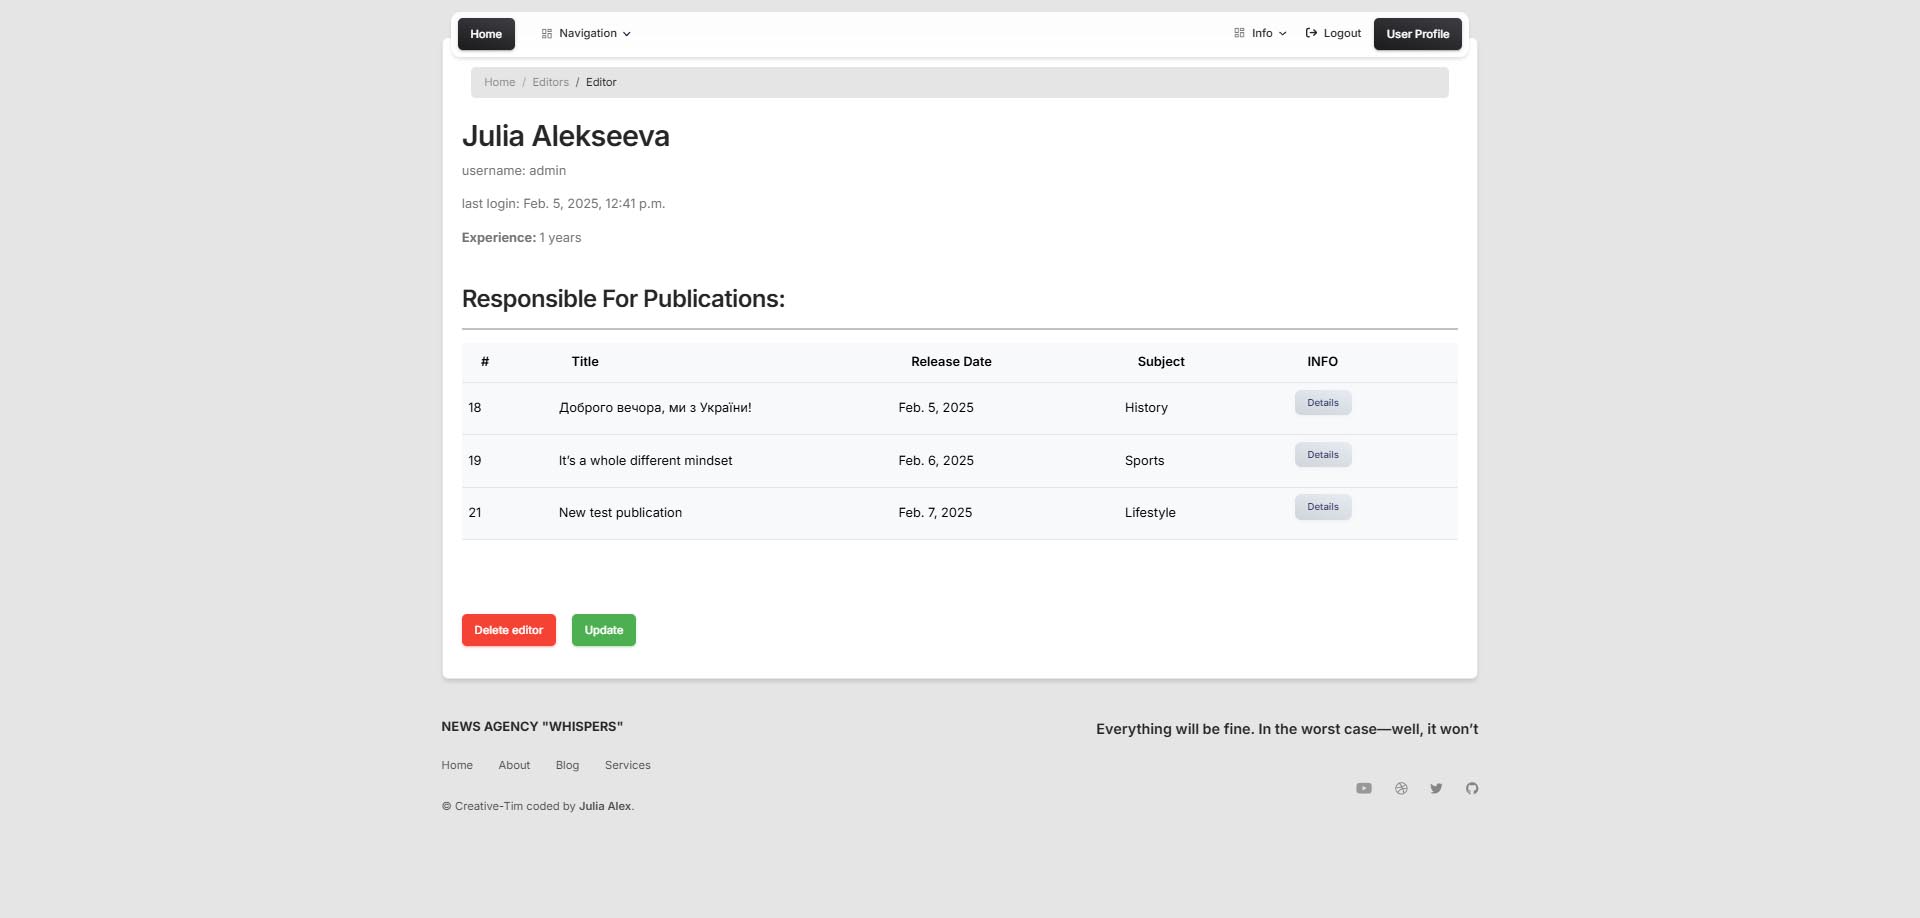 Home Navigation Info Logout User Profile
Home / Editors / Editor
Julia Alekseeva
username: admin
last login: Feb. 5, 2025, 12:41 p.m.
Experience: 1 years
Responsible For Publications:
# Title Release Date Subject INFO
18 Доброго вечора, ми з України! Feb. 5, 2025 History Details
19 It’s a whole different mindset Feb. 6, 2025 Sports Details
21 New test publication Feb. 7, 2025 Lifestyle Details
Delete editor Update
NEWS AGENCY "WHISPERS"
Everything will be fine. In the worst case—well, it won’t
Home About Blog Services
© Creative-Tim coded by Julia Alex.